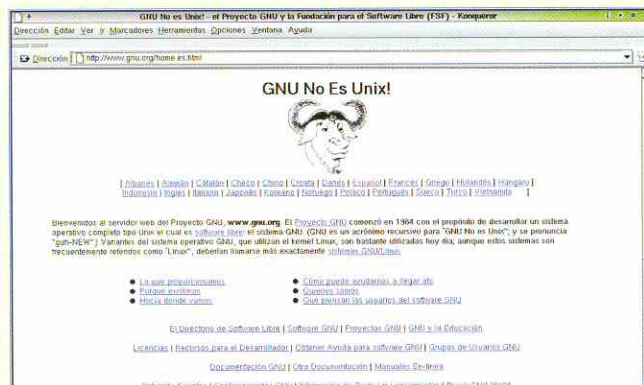 GNU No es Unix! - el Proyecto GNU y la Fundación para el Software Libre (FSF) - Konqueror
Dirección Editar Ver Ir Marcadores Herramientas Opciones Ventana Ayuda
Dirección http://www.gnu.org/home.es.html
GNU No Es Unix!
[ Albanés | Alemán | Catalán | Checo | Chino | Croata | Danés | Español | Francés | Griego | Holandés | Húngaro |
Indonesin | Inglés | Italiano | Japonés | Koreano | Noruego | Polaco | Portugués | Sueco | Turco | Vietnamita ]
Bienvenidos al servidor web del Proyecto GNU, www.gnu.org. El Proyecto GNU comenzó en 1984 con el propósito de desarrollar un sistema
operativo completo tipo Unix el cual es software libre: el sistema GNU. (GNU es un acrónimo recursivo para "GNU No es Unix"; y se pronuncia
"guh-NEW".) Variantes del sistema operativo GNU, que utilizan el kernel Linux, son bastante utilizadas hoy día; aunque estos sistemas son
frecuentemente referidos como "Linux", deberían llamarse más exactamente sistemas GNU/Linux.
Lo que proporcionamos
Porque existimos
Hacia donde vamos
Cómo puede ayudarnos a llegar ahí
Quienes somos
Qué piensan los usuarios del software GNU
El Directorio de Software Libre | Software GNU | Proyectos GNU | GNU y la Educación
Licencias | Recursos para el Desarrollador | Obtener Ayuda para software GNU | Grupos de Usuarios GNU
Documentación GNU | Otra Documentación | Manuales En-linea